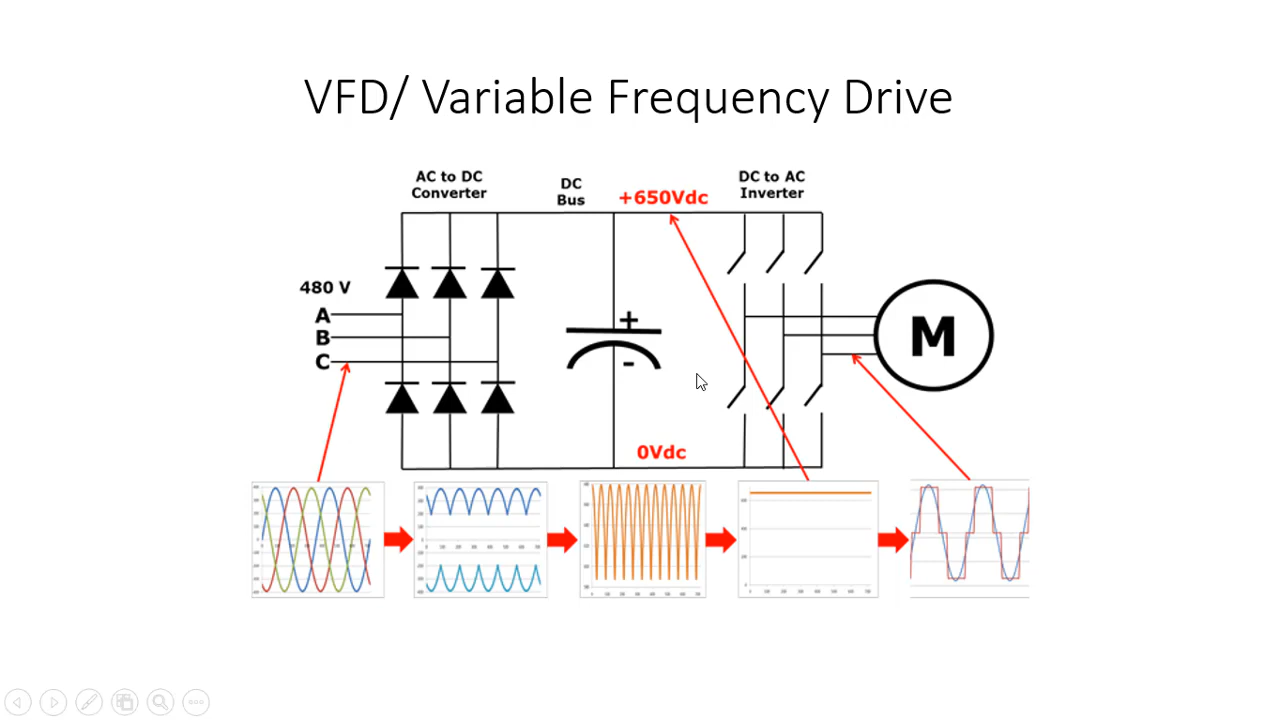 VFD/ Variable Frequency Drive
AC to DC
Converter
DC
Bus
+650Vdc
DC to AC
Inverter
480 V
A
B
C
+
-
M
0Vdc